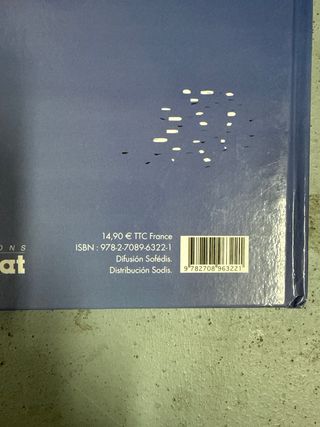 14,90 € TTC France
ISBN : 978-2-7089-6322-1
Difusión Sofédis.
Distribución Sodis.
9 782708 963221